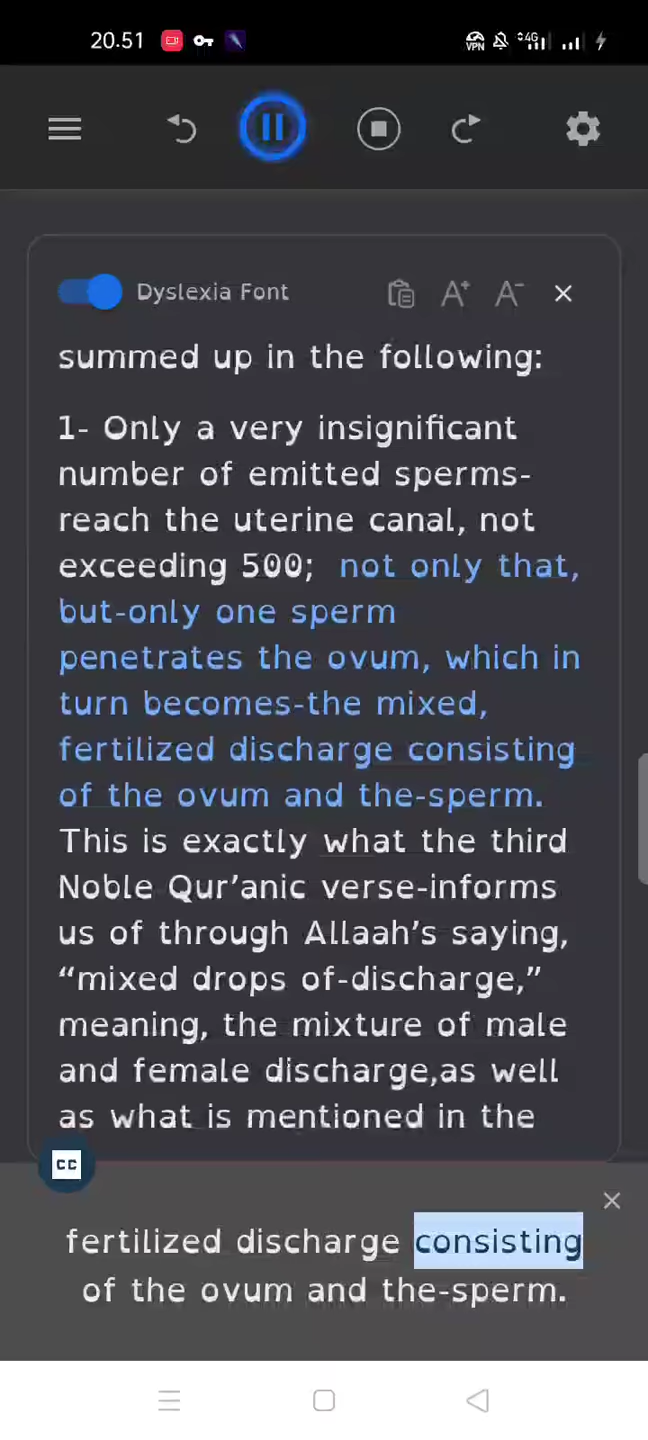 20.51
VPN
4G
Dyslexia Font
A+
A-
summed up in the following:
1- Only a very insignificant
number of emitted sperms-
reach the uterine canal, not
exceeding 500; not only that,
but-only one sperm
penetrates the ovum, which in
turn becomes-the mixed,
fertilized discharge consisting
of the ovum and the-sperm.
This is exactly what the third
Noble Qur’anic verse-informs
us of through Allaah’s saying,
“mixed drops of-discharge,”
meaning, the mixture of male
and female discharge,as well
as what is mentioned in the
CC
fertilized discharge consisting
of the ovum and the-sperm.